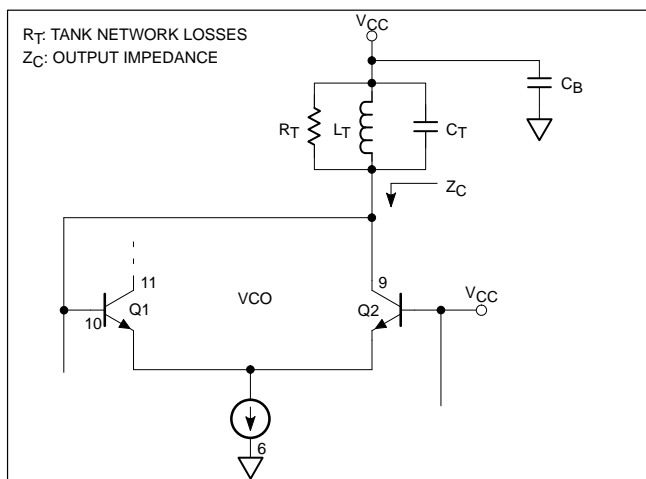 RT: TANK NETWORK LOSSES
ZC: OUTPUT IMPEDANCE
VCC
CB
RT
LT
CT
ZC
11
VCO
9
VCC
10
Q1
Q2
6